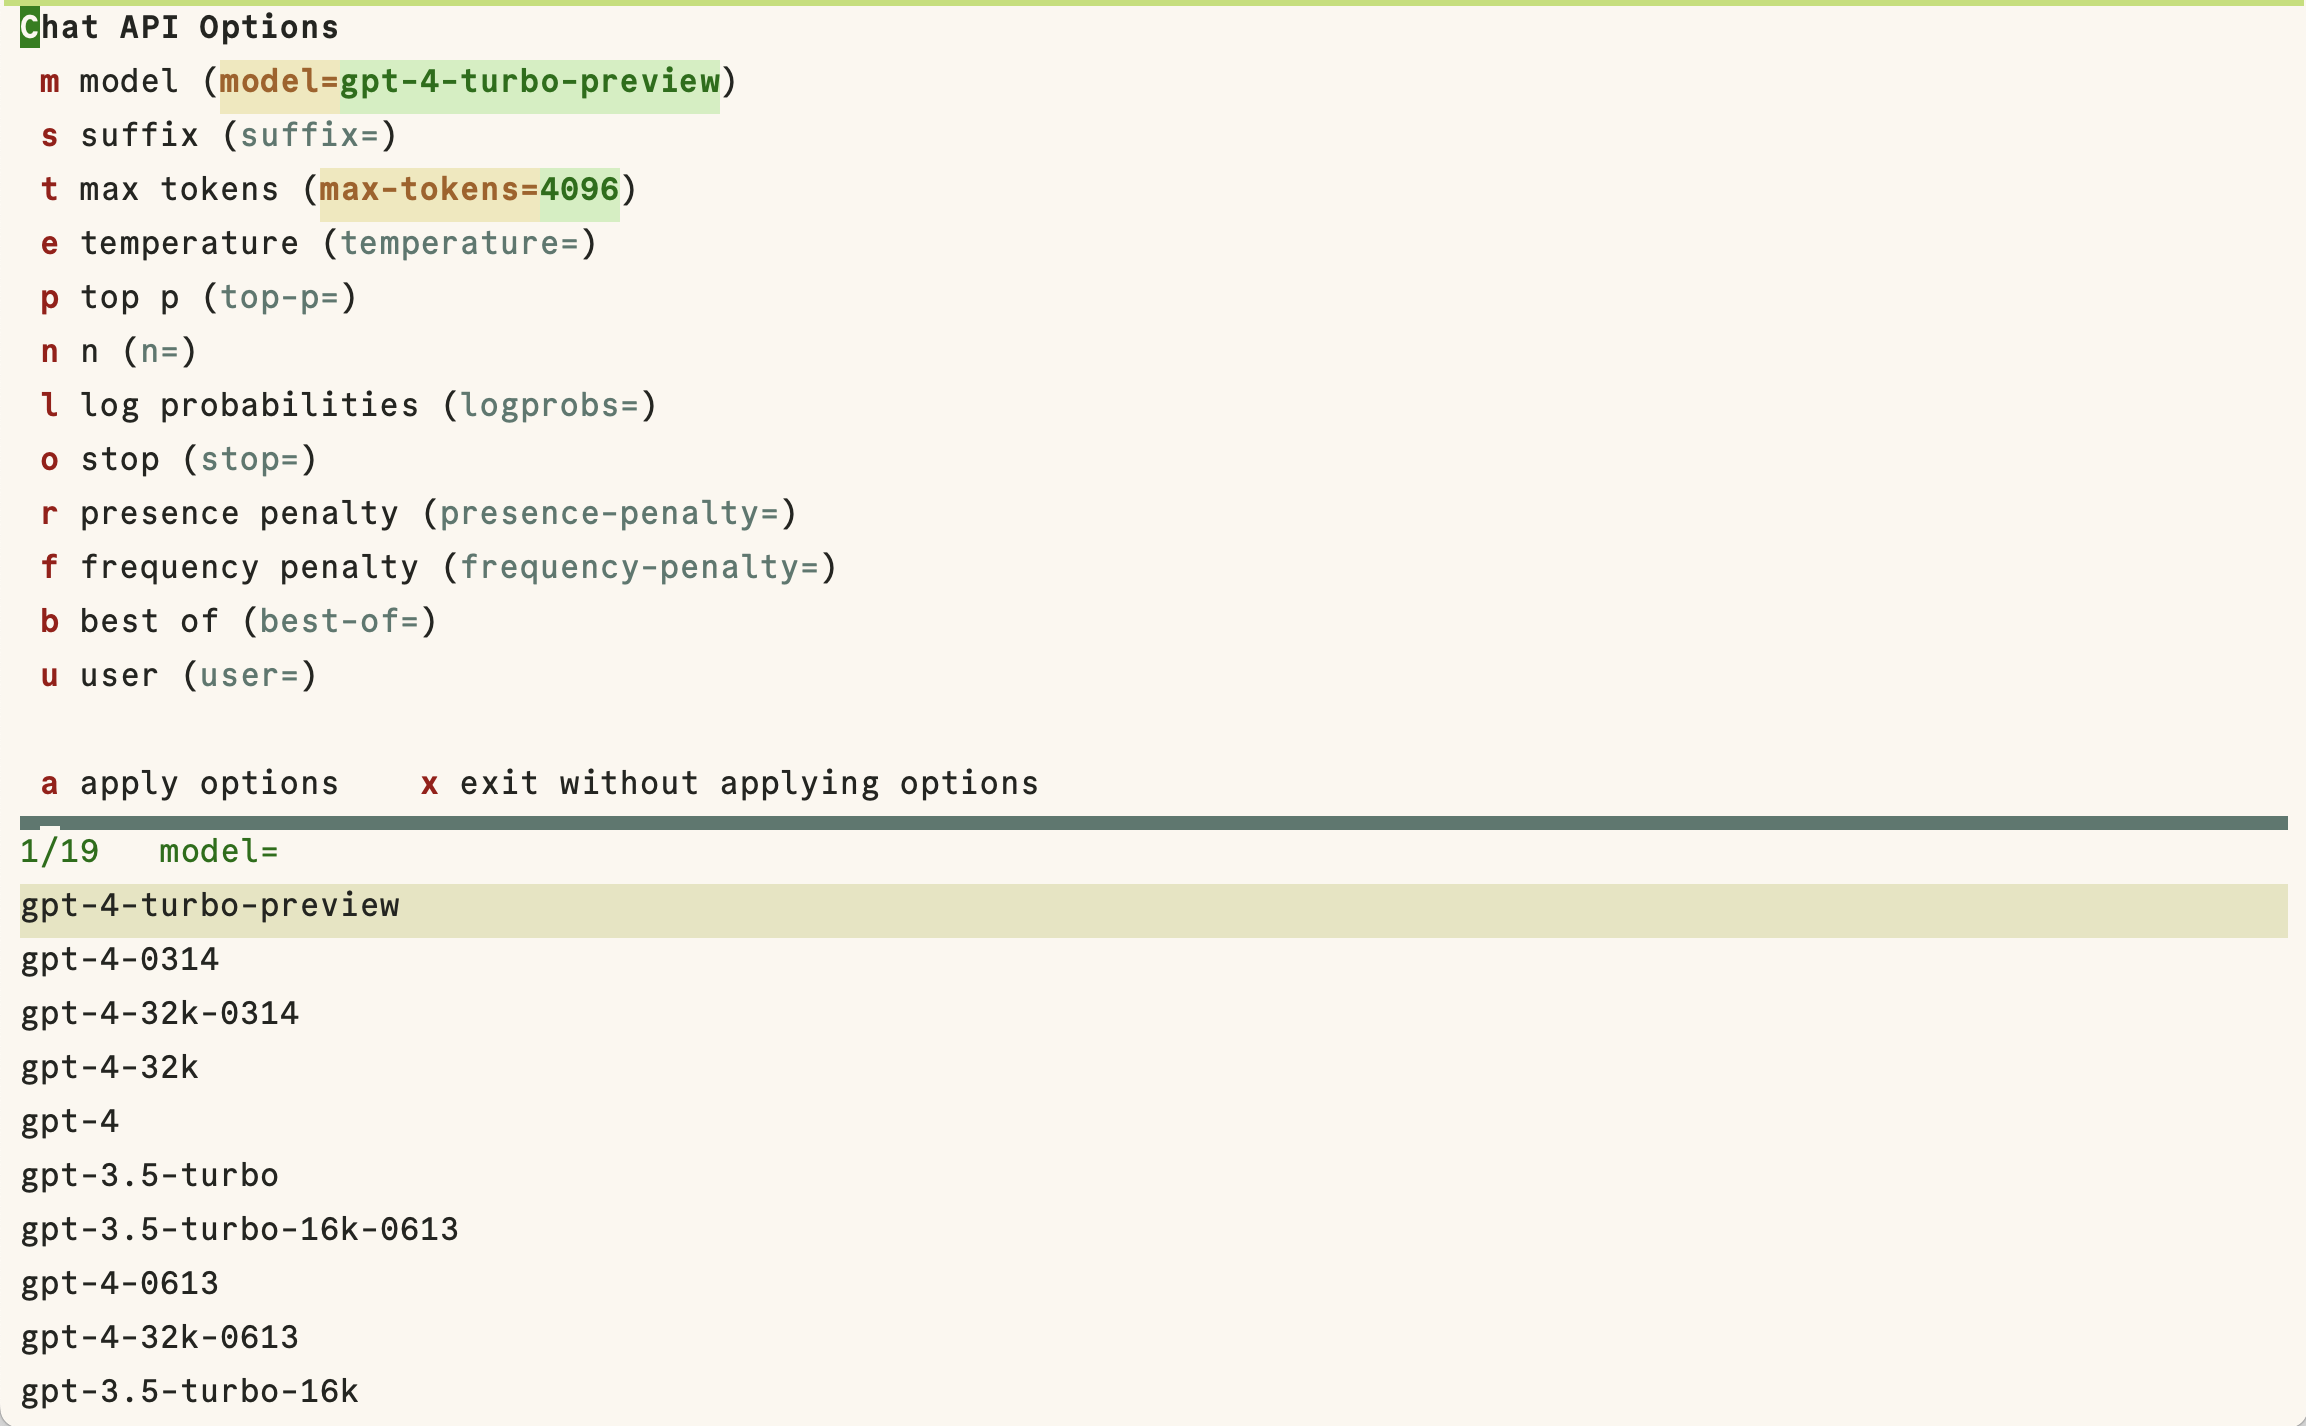 Chat API Options
m model (model=gpt-4-turbo-preview)
s suffix (suffix=)
t max tokens (max-tokens=4096)
e temperature (temperature=)
p top p (top-p=)
n n (n=)
l log probabilities (logprobs=)
o stop (stop=)
r presence penalty (presence-penalty=)
f frequency penalty (frequency-penalty=)
b best of (best-of=)
u user (user=)
a apply options    x exit without applying options
1/19   model=
gpt-4-turbo-preview
gpt-4-0314
gpt-4-32k-0314
gpt-4-32k
gpt-4
gpt-3.5-turbo
gpt-3.5-turbo-16k-0613
gpt-4-0613
gpt-4-32k-0613
gpt-3.5-turbo-16k